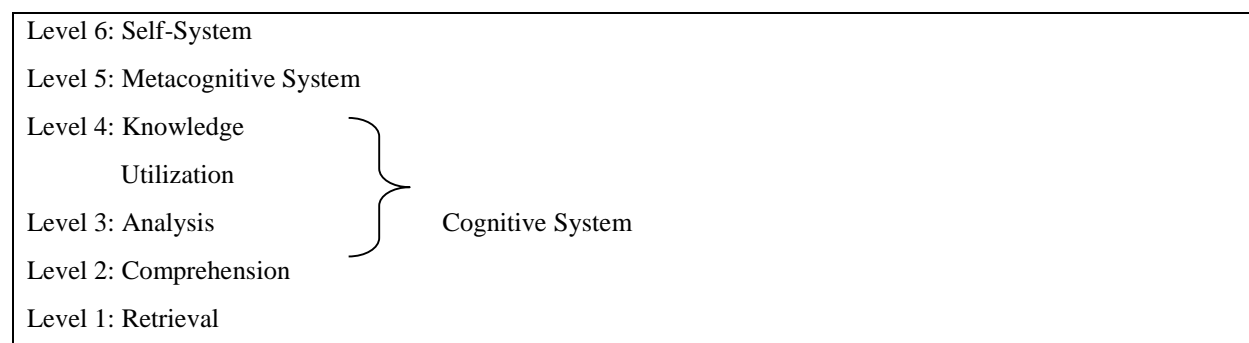 Level 6: Self-System
Level 5: Metacognitive System
Level 4: Knowledge
Utilization
Level 3: Analysis Cognitive System
Level 2: Comprehension
Level 1: Retrieval